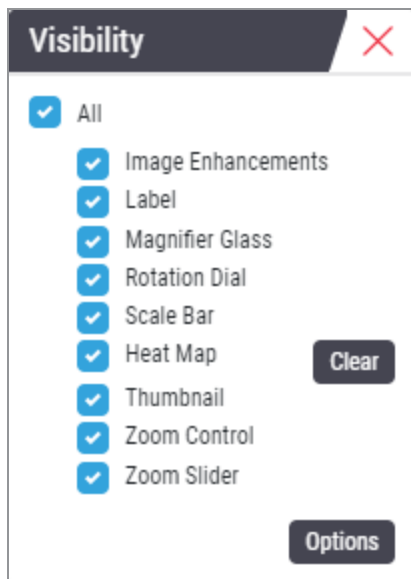 Visibility
All
Image Enhancements
Label
Magnifier Glass
Rotation Dial
Scale Bar
Heat Map Clear
Thumbnail
Zoom Control
Zoom Slider
Options